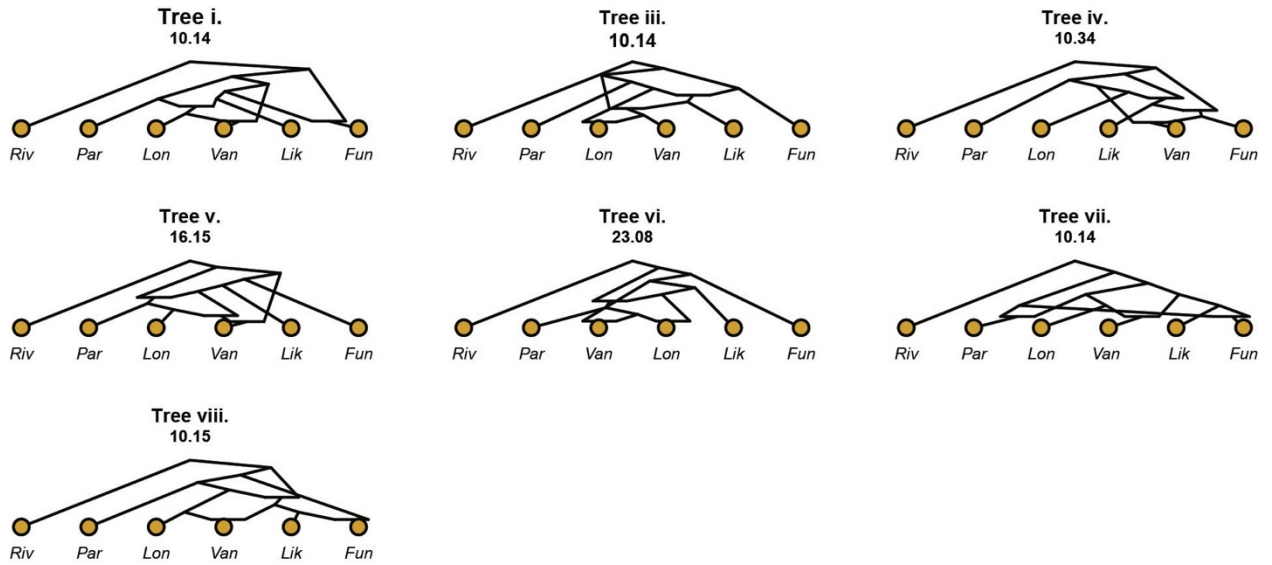 Tree i.
10.14
Riv Par Lon Van Lik Fun
Tree iii.
10.14
Riv Par Lon Van Lik Fun
Tree iv.
10.34
Riv Par Lon Lik Van Fun
Tree v.
16.15
Riv Par Lon Van Lik Fun
Tree vi.
23.08
Riv Par Van Lon Lik Fun
Tree vii.
10.14
Riv Par Lon Van Lik Fun
Tree viii.
10.15
Riv Par Lon Van Lik Fun